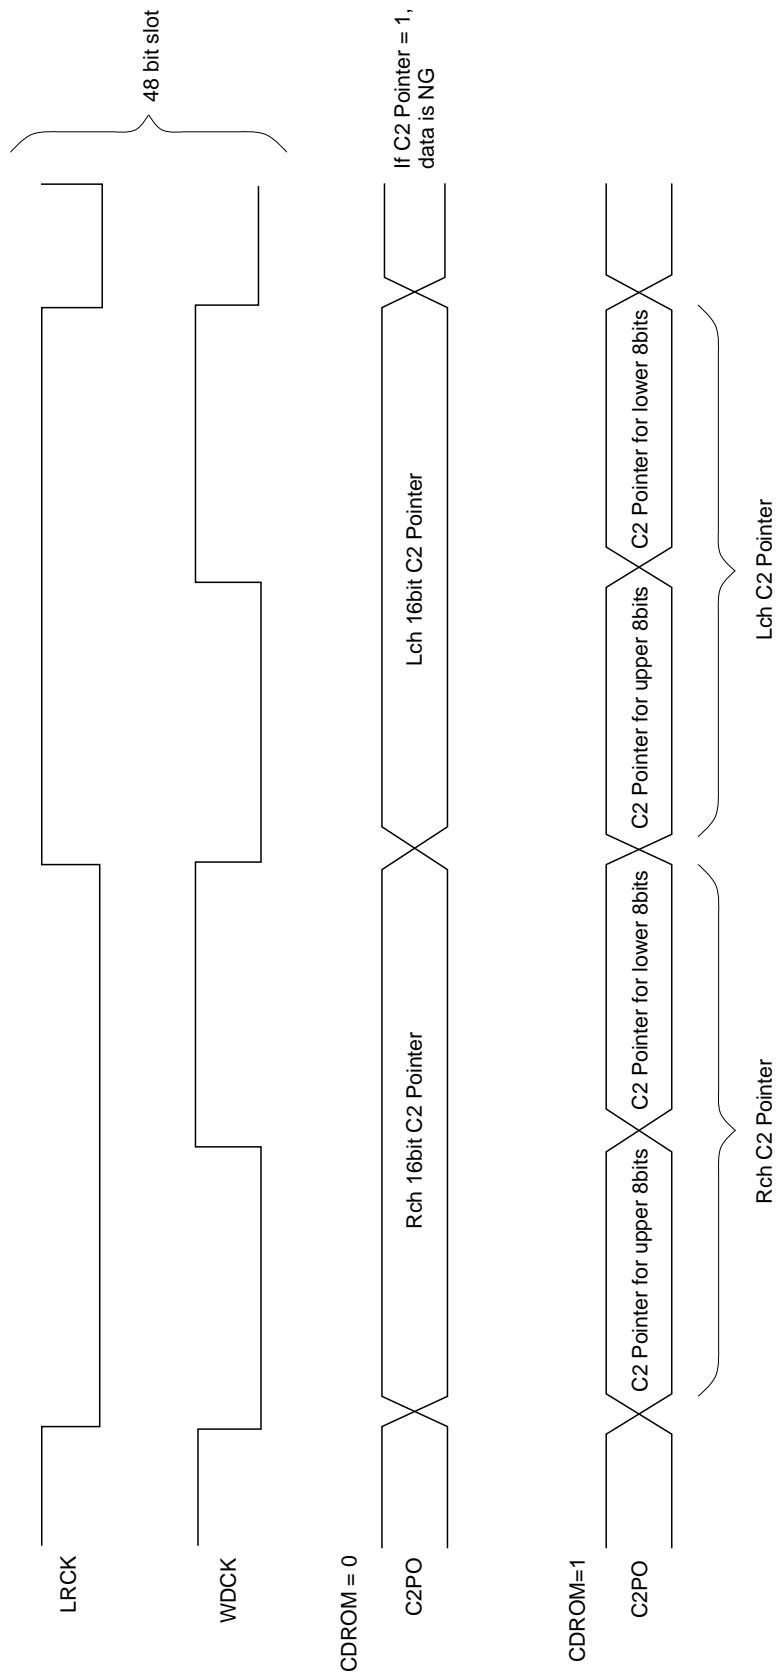 LRCK
48 bit slot
WDCK
CDROM = 0
C2PO
Rch 16bit C2 Pointer
Lch 16bit C2 Pointer
If C2 Pointer = 1,
data is NG
CDROM=1
C2PO
C2 Pointer for upper 8bits
C2 Pointer for lower 8bits
C2 Pointer for upper 8bits
C2 Pointer for lower 8bits
Rch C2 Pointer
Lch C2 Pointer